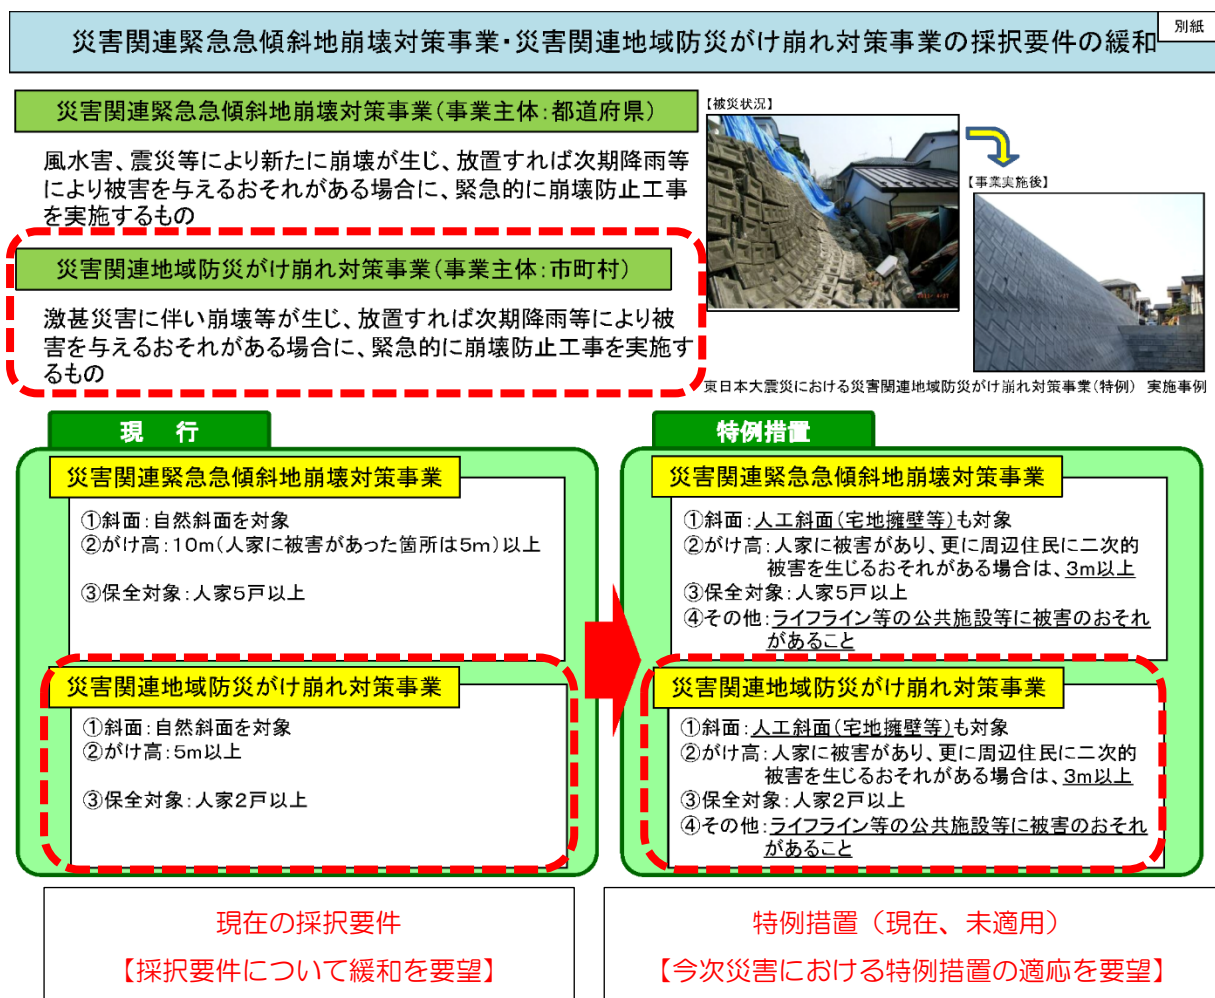 別紙
災害関連緊急急傾斜地崩壊対策事業・災害関連地域防災がけ崩れ対策事業の採択要件の緩和
災害関連緊急急傾斜地崩壊対策事業(事業主体:都道府県)
風水害、震災等により新たに崩壊が生じ、放置すれば次期降雨等
により被害を与えるおそれがある場合に、緊急的に崩壊防止工事
を実施するもの
災害関連地域防災がけ崩れ対策事業(事業主体:市町村)
激甚災害に伴い崩壊等が生じ、放置すれば次期降雨等により被
害を与えるおそれがある場合に、緊急的に崩壊防止工事を実施す
るもの
【被災状況】
【事業実施後】
東日本大震災における災害関連地域防災がけ崩れ対策事業(特例) 実施事例
現 行
災害関連緊急急傾斜地崩壊対策事業
①斜面:自然斜面を対象
②がけ高:10m(人家に被害があった箇所は5m)以上
③保全対象:人家5戸以上
災害関連地域防災がけ崩れ対策事業
①斜面:自然斜面を対象
②がけ高:5m以上
③保全対象:人家2戸以上
特例措置
災害関連緊急急傾斜地崩壊対策事業
①斜面:人工斜面(宅地擁壁等)も対象
②がけ高:人家に被害があり、更に周辺住民に二次的
被害を生じるおそれがある場合は、3m以上
③保全対象:人家5戸以上
④その他:ライフライン等の公共施設等に被害のおそれ
があること
災害関連地域防災がけ崩れ対策事業
①斜面:人工斜面(宅地擁壁等)も対象
②がけ高:人家に被害があり、更に周辺住民に二次的
被害を生じるおそれがある場合は、3m以上
③保全対象:人家2戸以上
④その他:ライフライン等の公共施設等に被害のおそれ
があること
現在の採択要件
【採択要件について緩和を要望】
特例措置(現在、未適用)
【今次災害における特例措置の適応を要望】